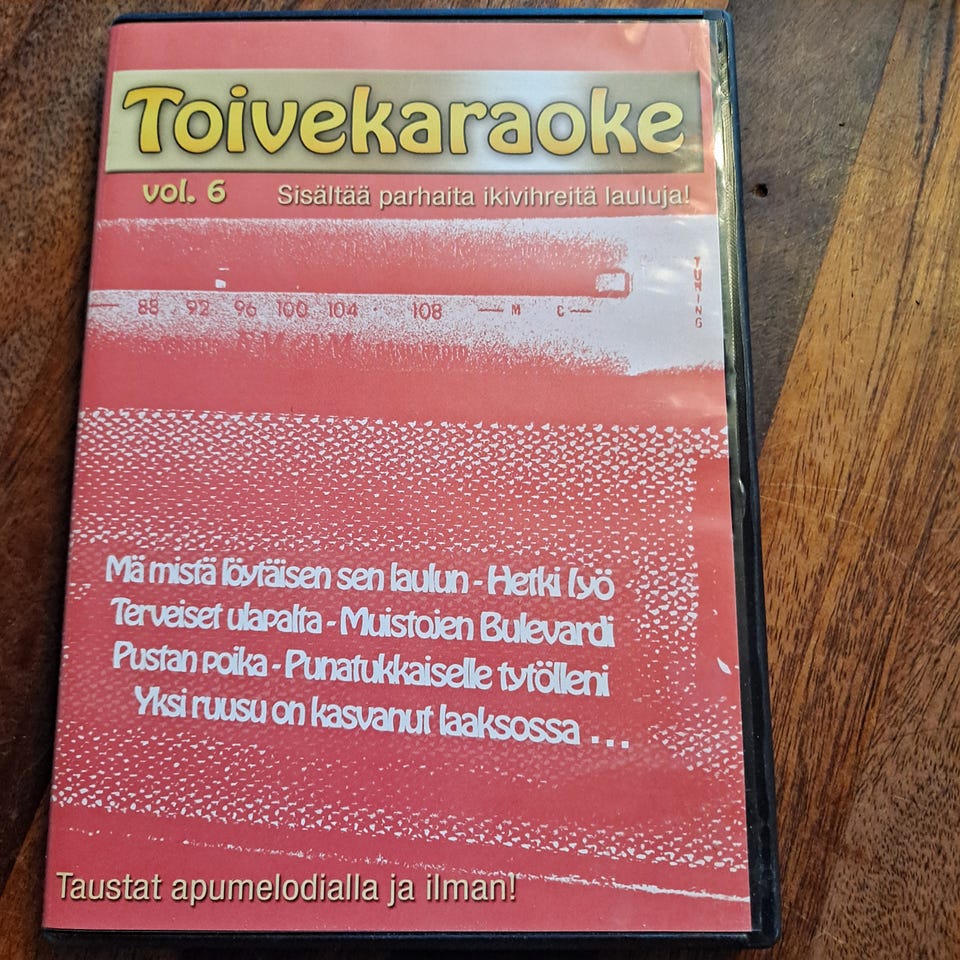 Toivekaraoke
vol. 6 Sisältää parhaita ikivihreitä lauluja!
TUNING
88 92 96 100 104 108 M C
Mä mistä löytäisen sen laulun - Hetki lyö
Terveiset ulapalta - Muistojen Bulevardi
Pustan poika - Punatukkaiselle tytölleni
Yksi ruusu on kasvanut laaksossa ...
Taustat apumelodialla ja ilman!